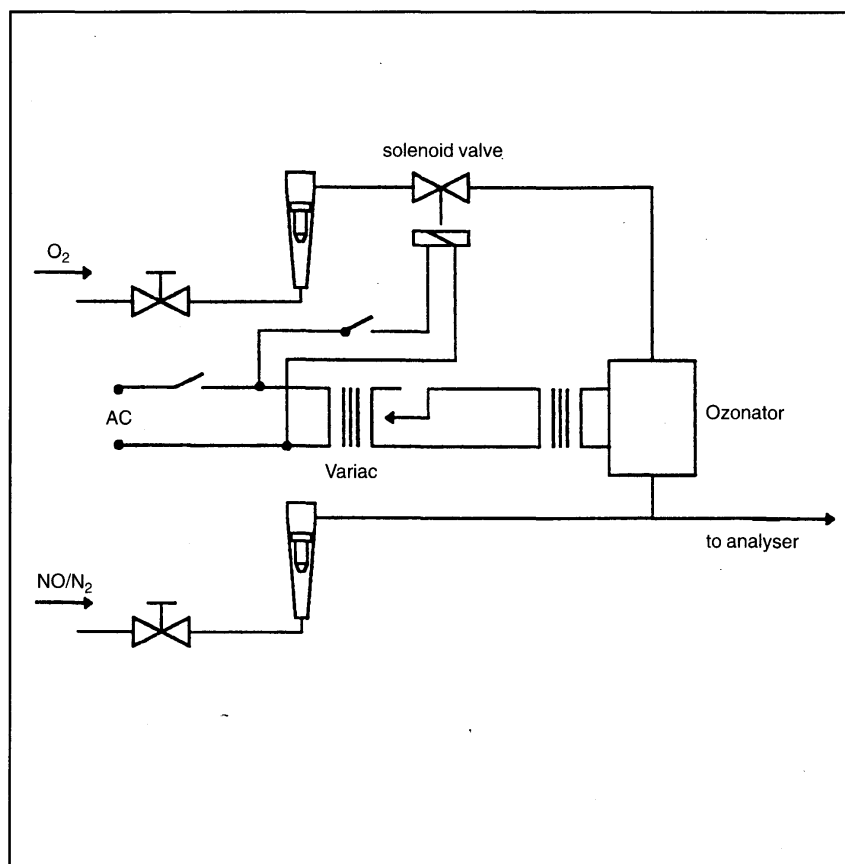 solenoid valve
O₂
AC
Ozonator
Variac
to analyser
NO/N₂